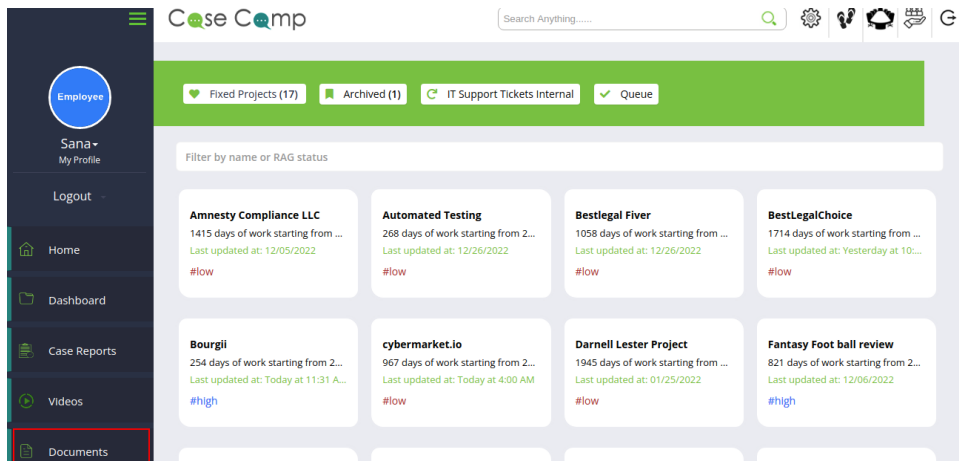 Case Camp
Search Anything......
Employee
Sana
My Profile
Logout
Home
Dashboard
Case Reports
Videos
Documents
Fixed Projects (17)
Archived (1)
IT Support Tickets Internal
Queue
Filter by name or RAG status
Amnesty Compliance LLC
1415 days of work starting from ...
Last updated at: 12/05/2022
#low
Automated Testing
268 days of work starting from 2...
Last updated at: 12/26/2022
#low
Bestlegal Fiver
1058 days of work starting from ...
Last updated at: 12/26/2022
#low
BestLegalChoice
1714 days of work starting from ...
Last updated at: Yesterday at 10:...
#low
Bourgii
254 days of work starting from 2...
Last updated at: Today at 11:31 A...
#high
cybermarket.io
967 days of work starting from 2...
Last updated at: Today at 4:00 AM
#low
Darnell Lester Project
1945 days of work starting from ...
Last updated at: 01/25/2022
#low
Fantasy Foot ball review
821 days of work starting from 2...
Last updated at: 12/06/2022
#high